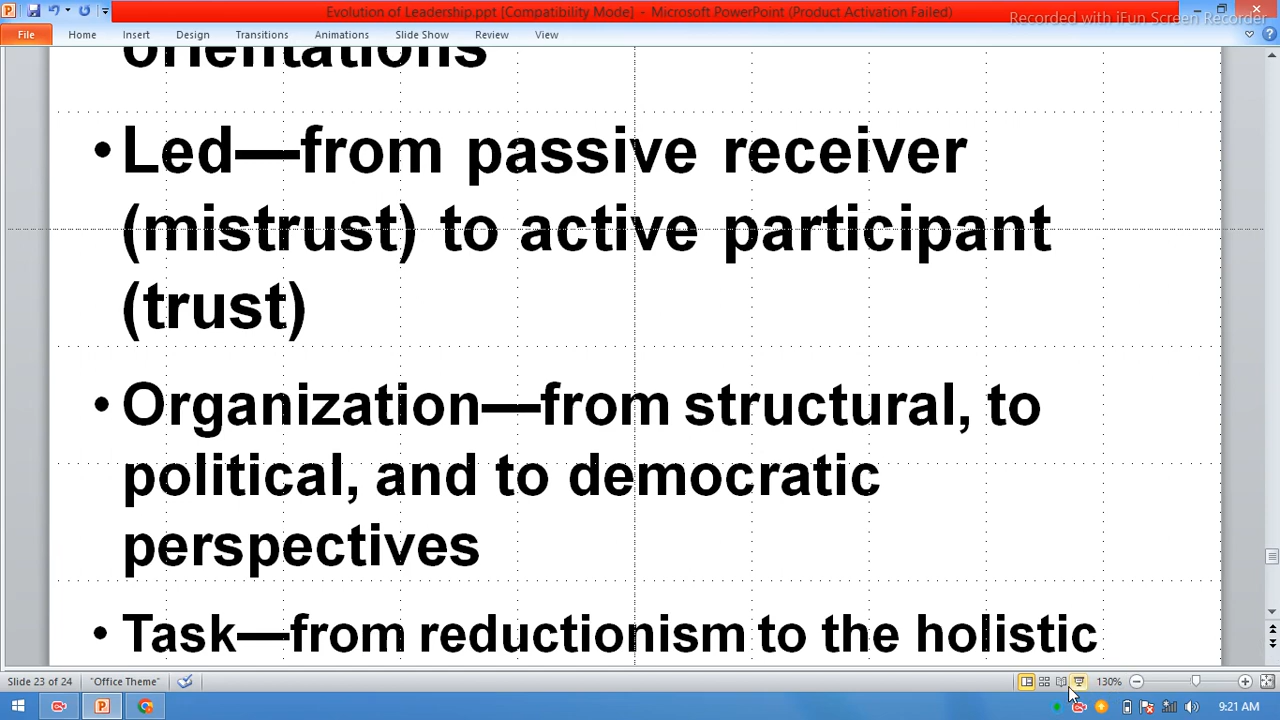 Evolution of Leadership.ppt [Compatibility Mode] - Microsoft PowerPoint (Product Activation Failed)
Recorded with iFun Screen Recorder
File Home Insert Design Transitions Animations Slide Show Review View
orientations
• Led—from passive receiver
(mistrust) to active participant
(trust)
• Organization—from structural, to
political, and to democratic
perspectives
• Task—from reductionism to the holistic
Slide 23 of 24 "Office Theme" 130%
9:21 AM